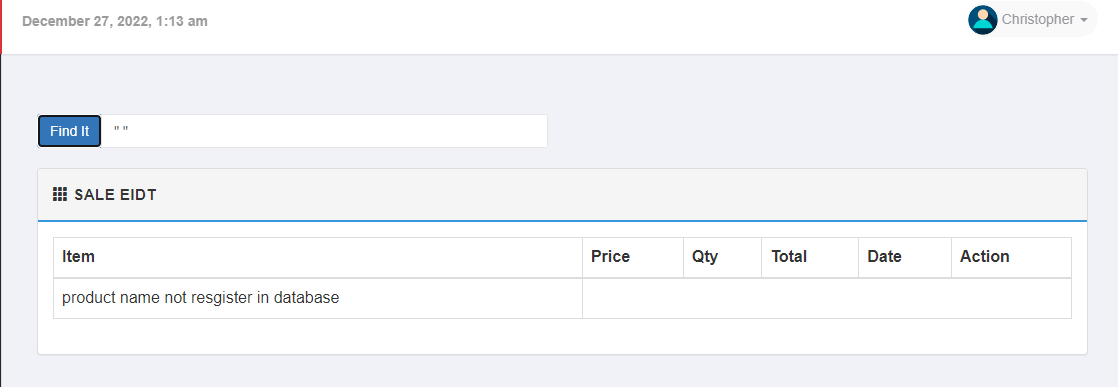 December 27, 2022, 1:13 am
Christopher
Find It
" "
SALE EIDT
Item Price Qty Total Date Action
product name not resgister in database